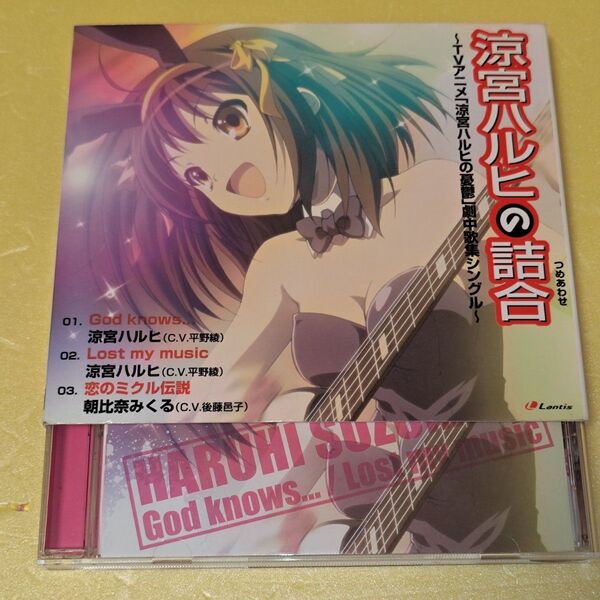 涼宮ハルヒの詰合
つめあわせ
~TVアニメ「涼宮ハルヒの憂鬱」劇中歌集シングル~
01. God knows...
涼宮ハルヒ(C.V.平野綾)
02. Lost my music
涼宮ハルヒ(C.V.平野綾)
03. 恋のミクル伝説
朝比奈みくる(C.V.後藤邑子)
Lantis
HARUHI
God knows... / Lost my music